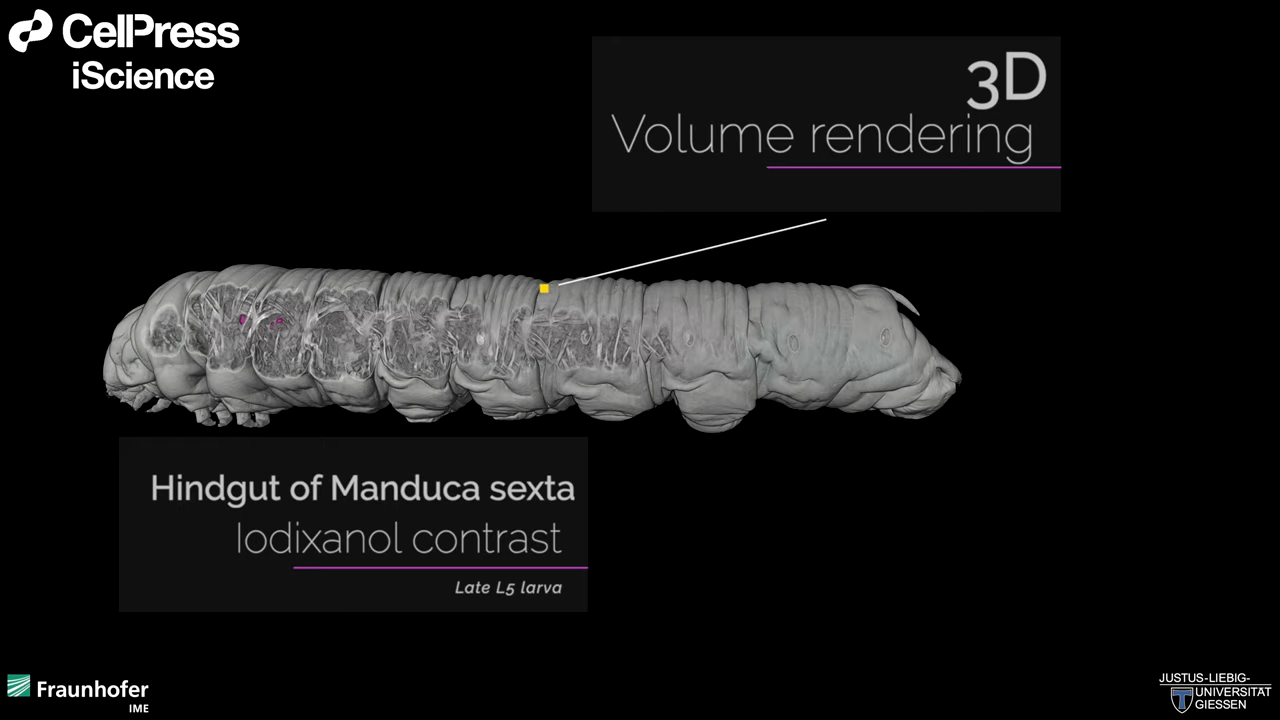 CellPress
iScience
3D
Volume rendering
Hindgut of Manduca sexta
Iodixanol contrast
Late L5 larva
Fraunhofer
IME
JUSTUS-LIEBIG-
UNIVERSITÄT
GIESSEN